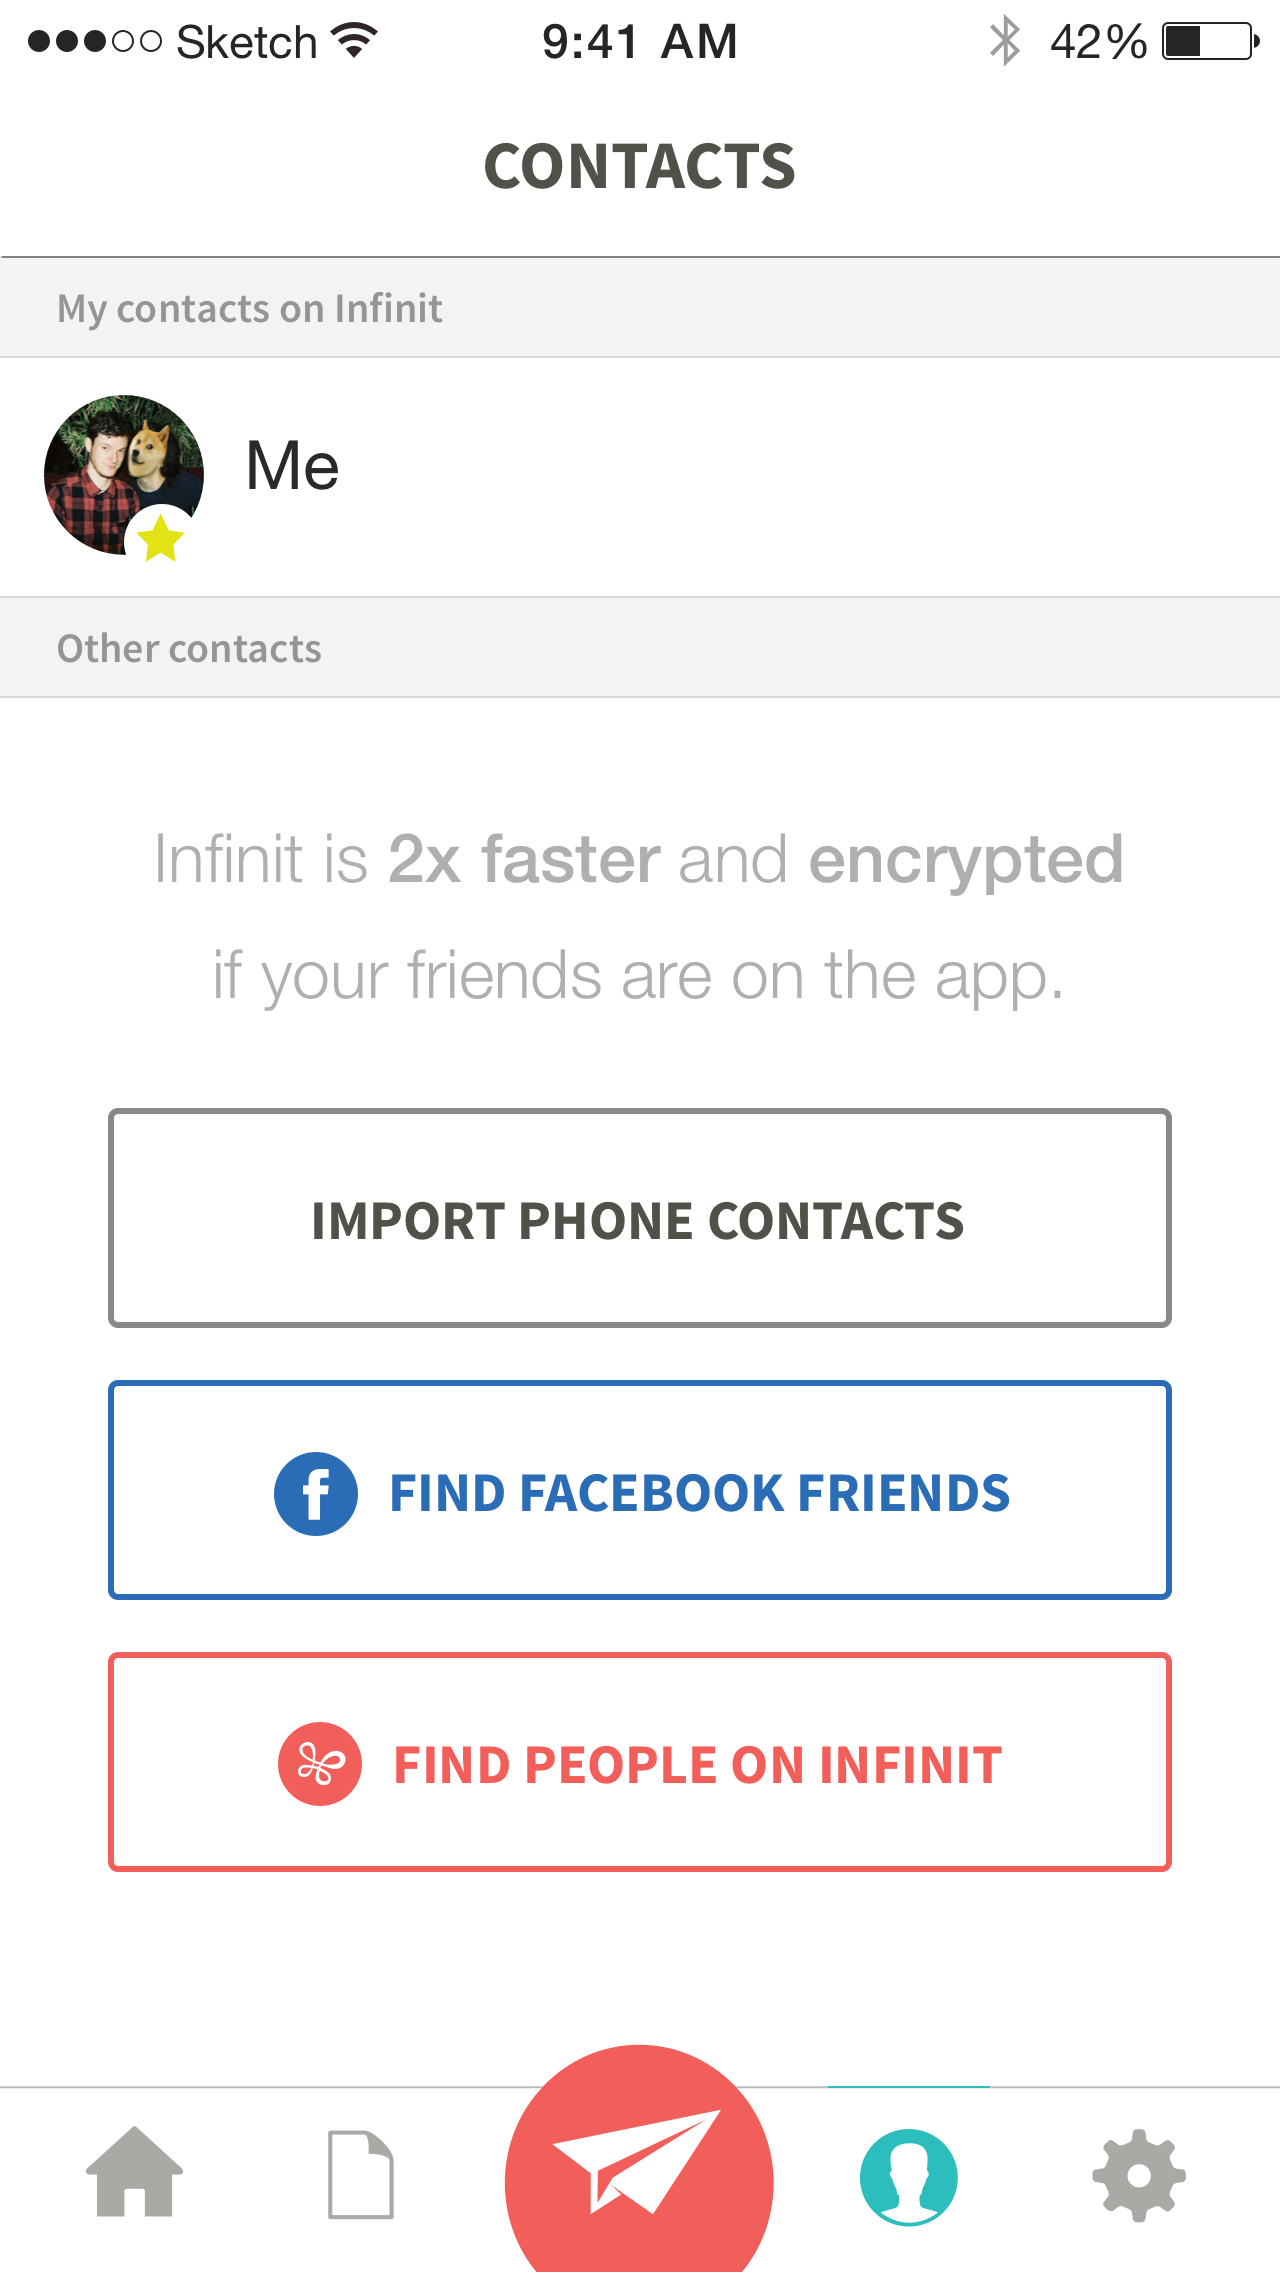 Sketch 9:41 AM 42%
CONTACTS
My contacts on Infinit
Me
Other contacts
Infinit is 2x faster and encrypted
if your friends are on the app.
IMPORT PHONE CONTACTS
f FIND FACEBOOK FRIENDS
FIND PEOPLE ON INFINIT